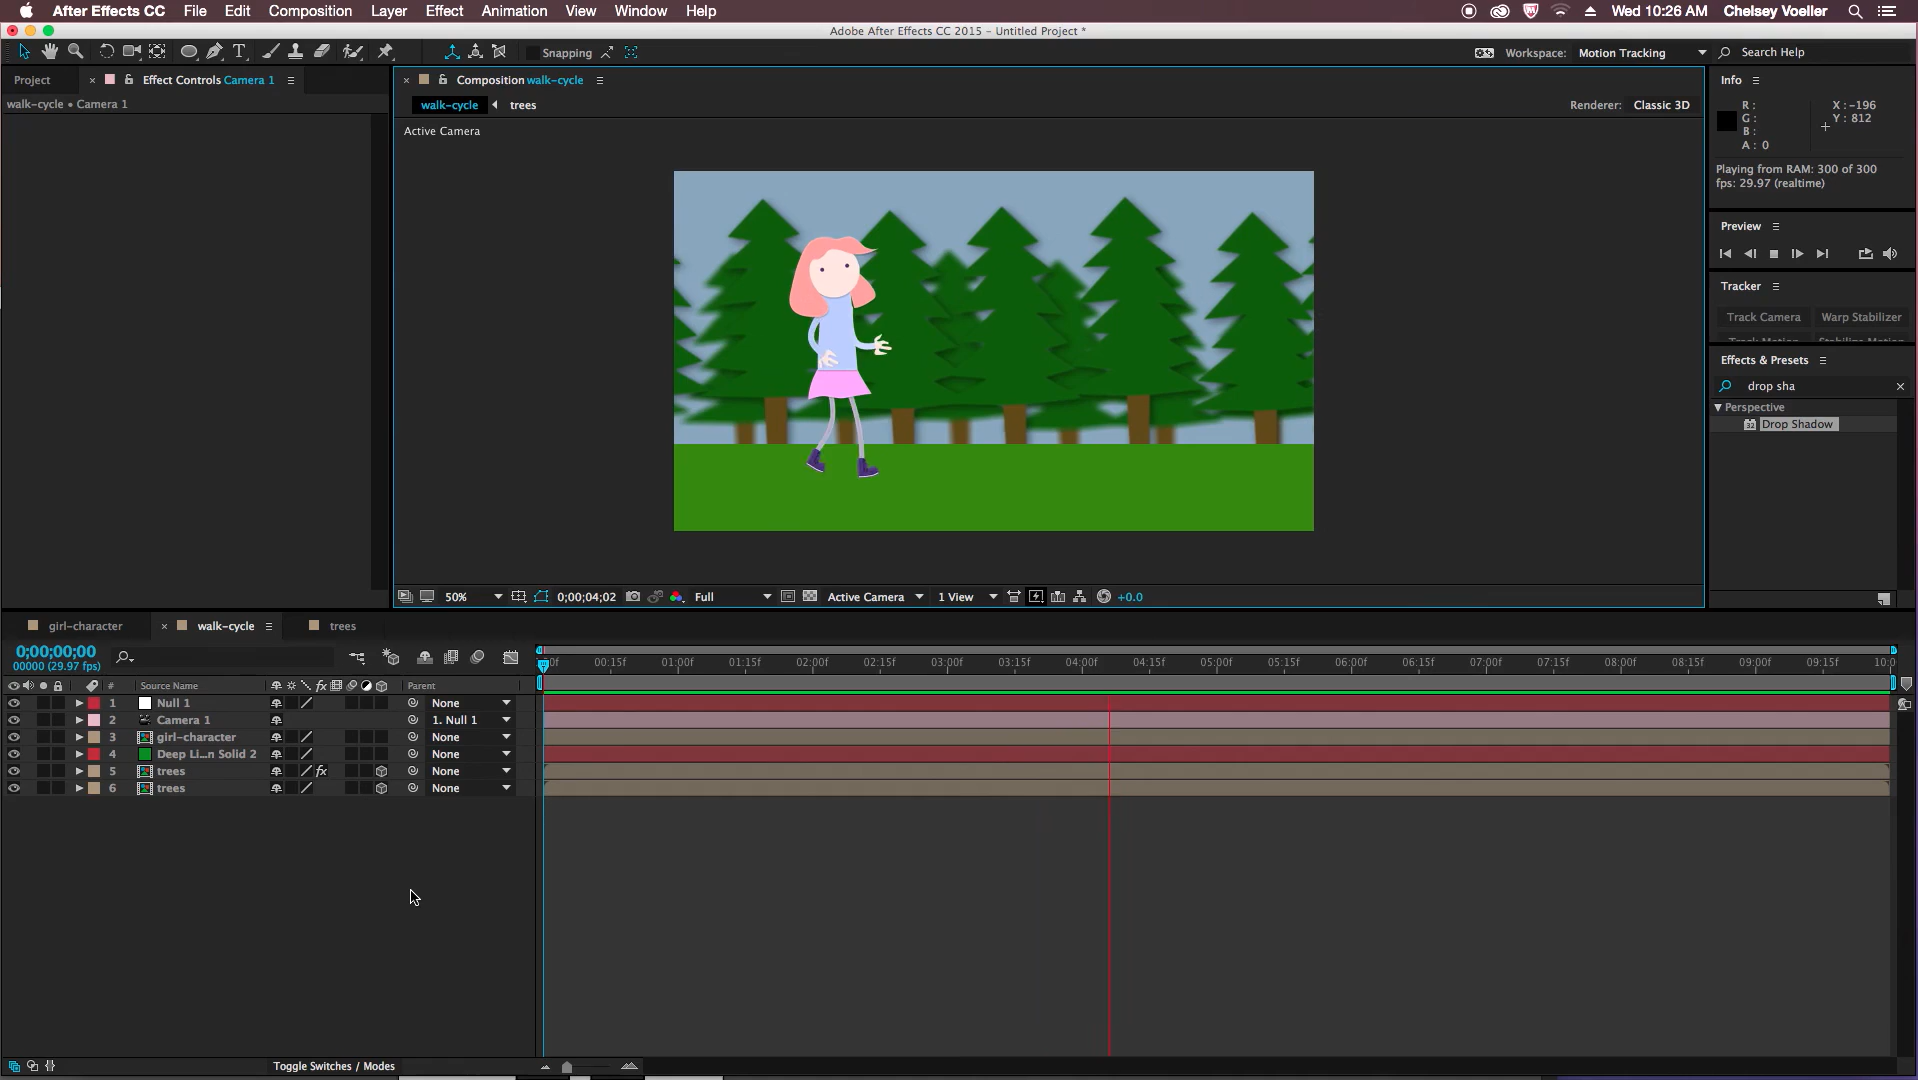 After Effects CC File Edit Composition Layer Effect Animation View Window Help Wed 10:26 AM Chelsey Voeller
Adobe After Effects CC 2015 - Untitled Project *
Snapping Workspace: Motion Tracking Search Help
Project Effect Controls Camera 1 Composition walk-cycle Info
walk-cycle • Camera 1 walk-cycle trees Renderer: Classic 3D R : X : -196
G : Y : 812
Active Camera B :
A : 0
Playing from RAM: 300 of 300
fps: 29.97 (realtime)
Preview
Tracker
Track Camera Warp Stabilizer
Track Motion Stabilize Motion
Effects & Presets
drop sha
Perspective
Drop Shadow
50% 0;00;04;02 Full Active Camera 1 View +0.0
girl-character walk-cycle trees
0;00;00;00
00000 (29.97 fps)
00f 00:15f 01:00f 01:15f 02:00f 02:15f 03:00f 03:15f 04:00f 04:15f 05:00f 05:15f 06:00f 06:15f 07:00f 07:15f 08:00f 08:15f 09:00f 09:15f 10:0
# Source Name fx Parent
1 Null 1 None
2 Camera 1 1. Null 1
3 girl-character None
4 Deep Li...n Solid 2 None
5 trees fx None
6 trees None
Toggle Switches / Modes